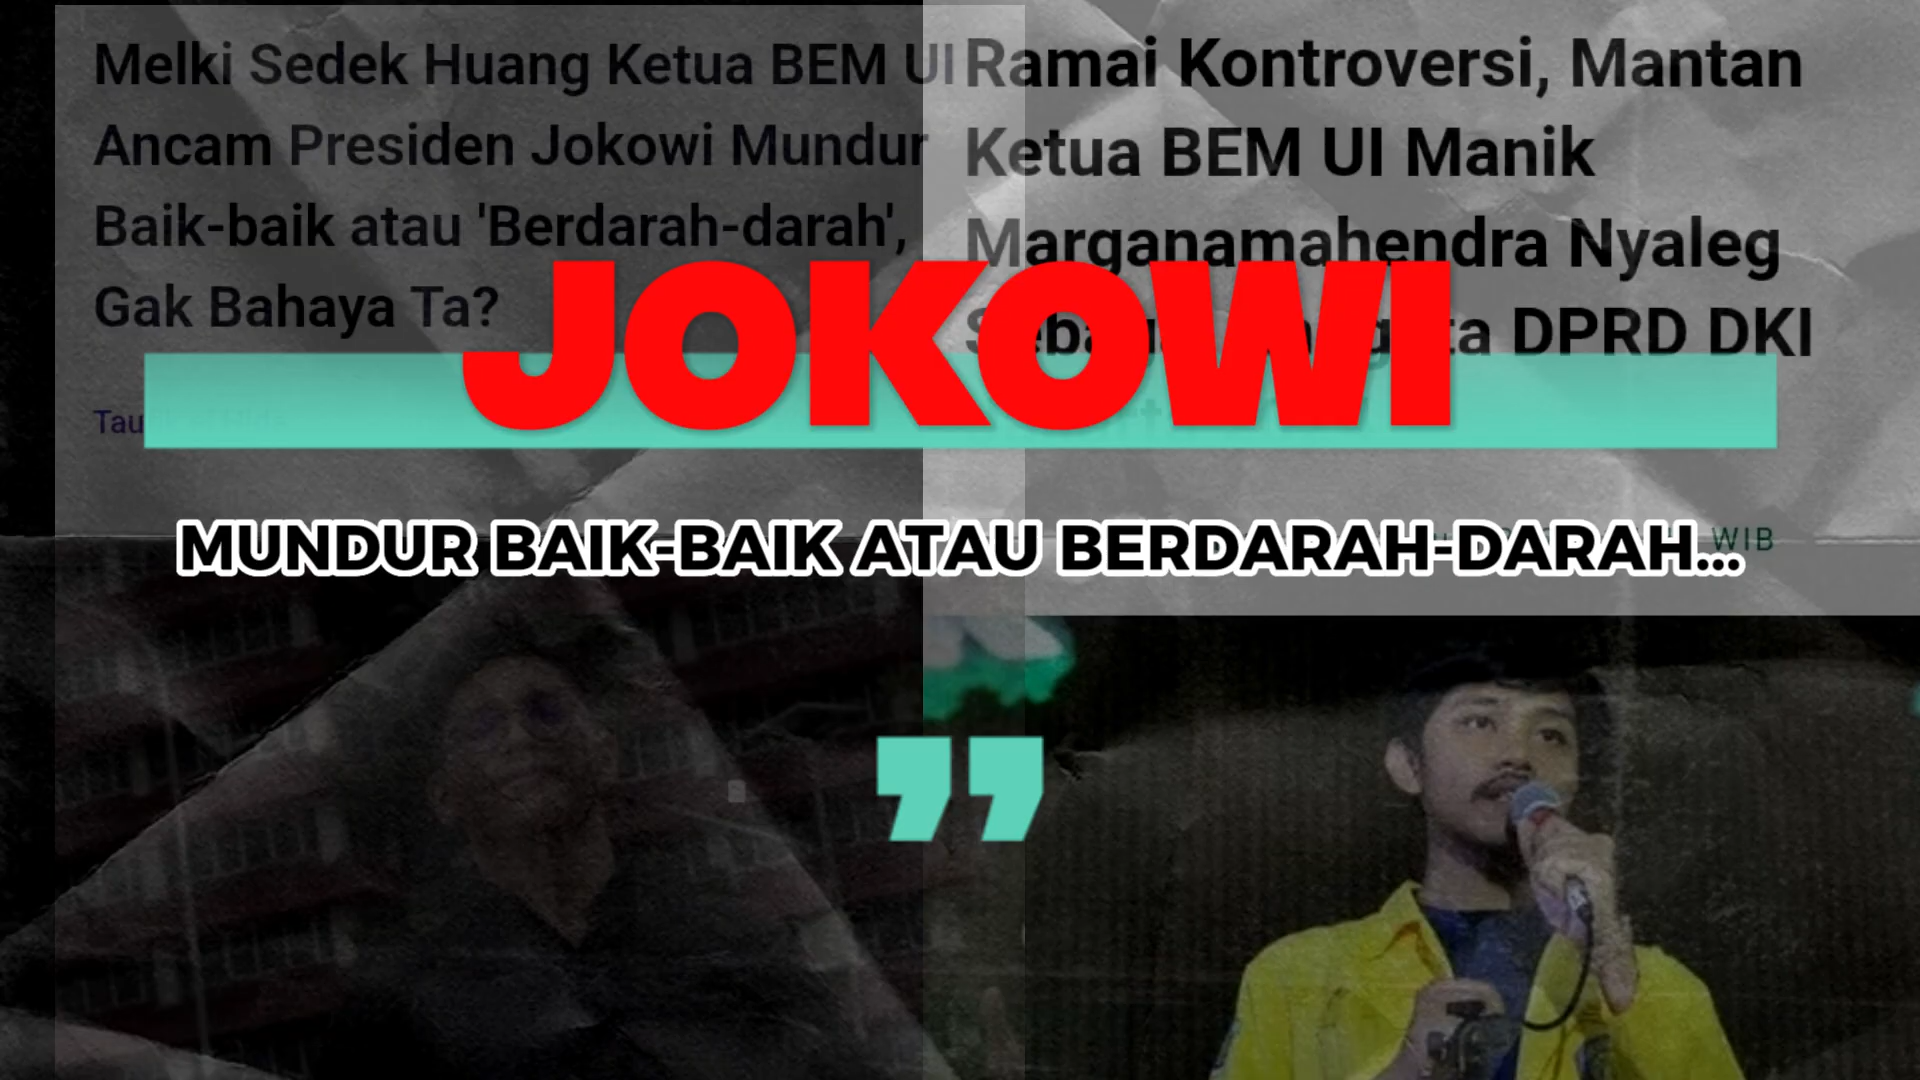 Melki Sedek Huang Ketua BEM UI
Ancam Presiden Jokowi Mundur
Baik-baik atau 'Berdarah-darah',
Gak Bahaya Ta?
Ramai Kontroversi, Mantan
Ketua BEM UI Manik
Marganamahendra Nyaleg
DPRD DKI
JOKOWI
MUNDUR BAIK-BAIK ATAU BERDARAH-DARAH...
WIB
”